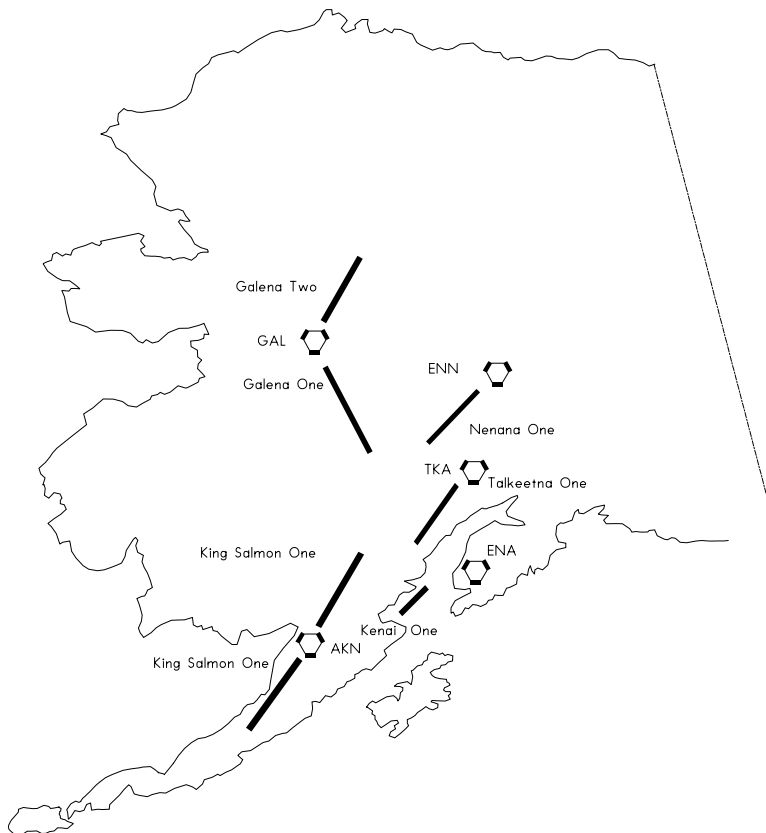 Galena Two
GAL
Galena One
ENN
Nenana One
TKA
Talkeetna One
King Salmon One
ENA
Kenai One
AKN
King Salmon One